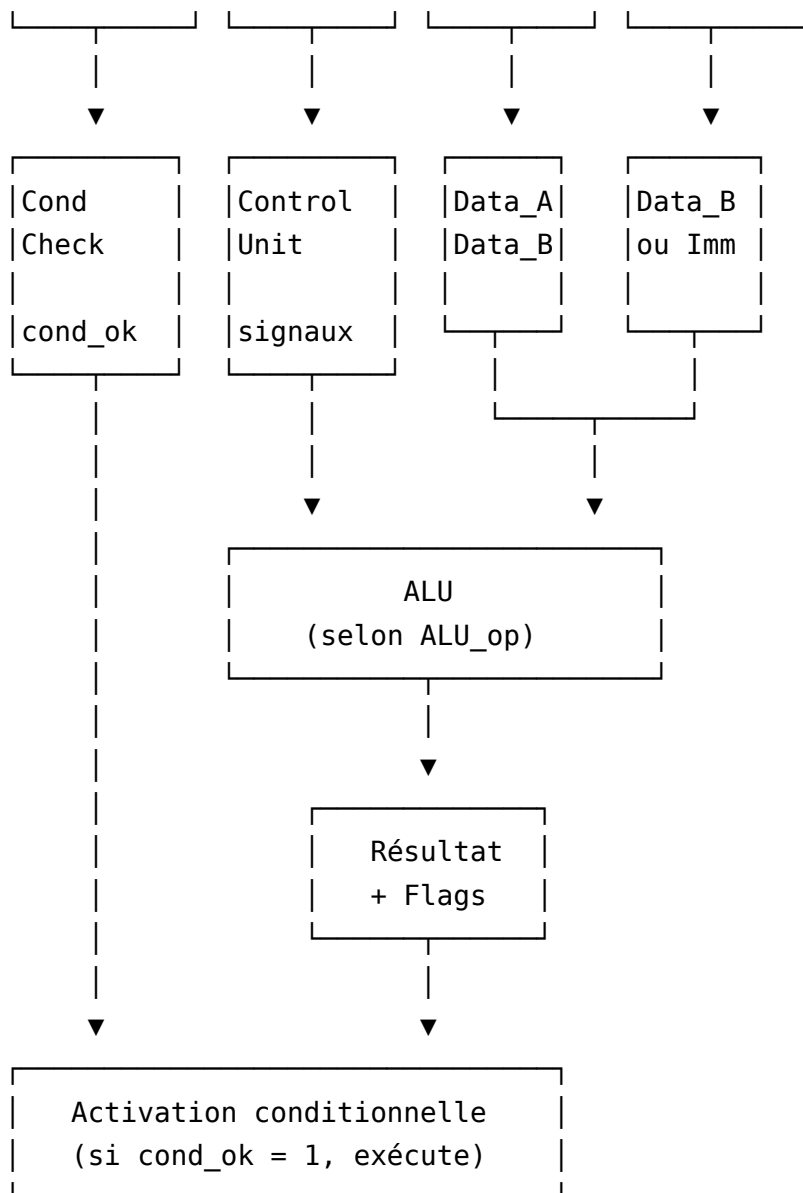 Cond Control Data_A Data_B
Check Unit Data_B ou Imm
cond_ok signaux
ALU
(selon ALU_op)
Résultat
+ Flags
Activation conditionnelle
(si cond_ok = 1, exécute)